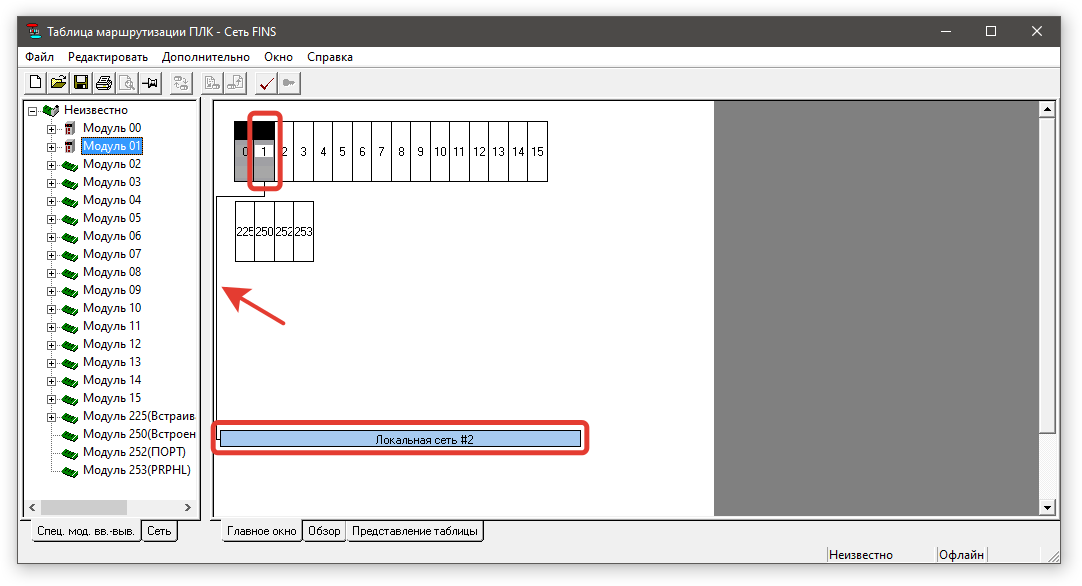 Таблица маршрутизации ПЛК - Сеть FINS
Файл Редактировать Дополнительно Окно Справка
Неизвестно
Модуль 00
Модуль 01
Модуль 02
Модуль 03
Модуль 04
Модуль 05
Модуль 06
Модуль 07
Модуль 08
Модуль 09
Модуль 10
Модуль 11
Модуль 12
Модуль 13
Модуль 14
Модуль 15
Модуль 225(Встраив
Модуль 250(Встроен
Модуль 252(ПОРТ)
Модуль 253(PRPHL)
Спец. мод. вв.-выв. Сеть
0 1 2 3 4 5 6 7 8 9 10 11 12 13 14 15
225 250 252 253
Локальная сеть #2
Главное окно Обзор Представление таблицы
Неизвестно Офлайн